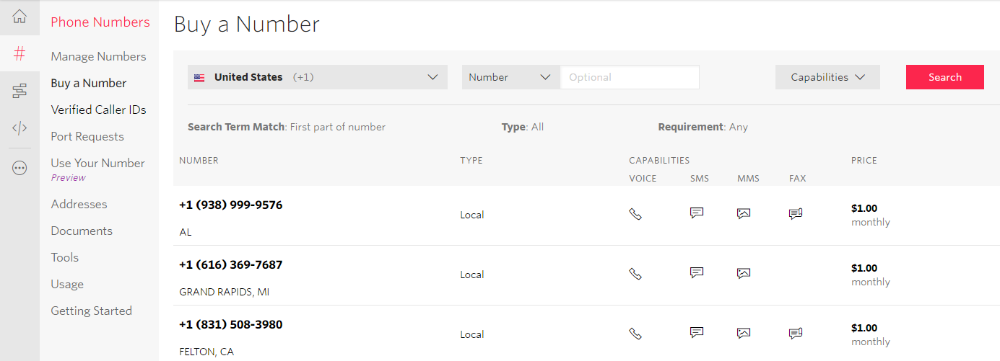 Phone Numbers
Manage Numbers
Buy a Number
Verified Caller IDs
Port Requests
Use Your Number
Preview
Addresses
Documents
Tools
Usage
Getting Started
Buy a Number
United States (+1)
Number
Optional
Capabilities
Search
Search Term Match: First part of number
Type: All
Requirement: Any
NUMBER TYPE CAPABILITIES PRICE
VOICE SMS MMS FAX
+1 (938) 999-9576
AL
Local
$1.00
monthly
+1 (616) 369-7687
GRAND RAPIDS, MI
Local
$1.00
monthly
+1 (831) 508-3980
FELTON, CA
Local
$1.00
monthly